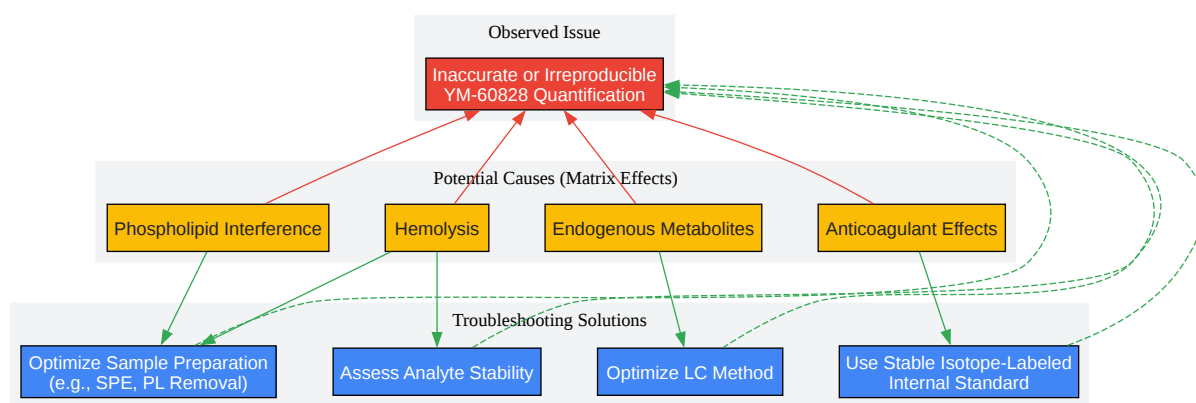 Observed Issue
Inaccurate or Irreproducible
YM-60828 Quantification
Potential Causes (Matrix Effects)
Phospholipid Interference
Hemolysis
Endogenous Metabolites
Anticoagulant Effects
Troubleshooting Solutions
Optimize Sample Preparation
(e.g., SPE, PL Removal)
Assess Analyte Stability
Optimize LC Method
Use Stable Isotope-Labeled
Internal Standard